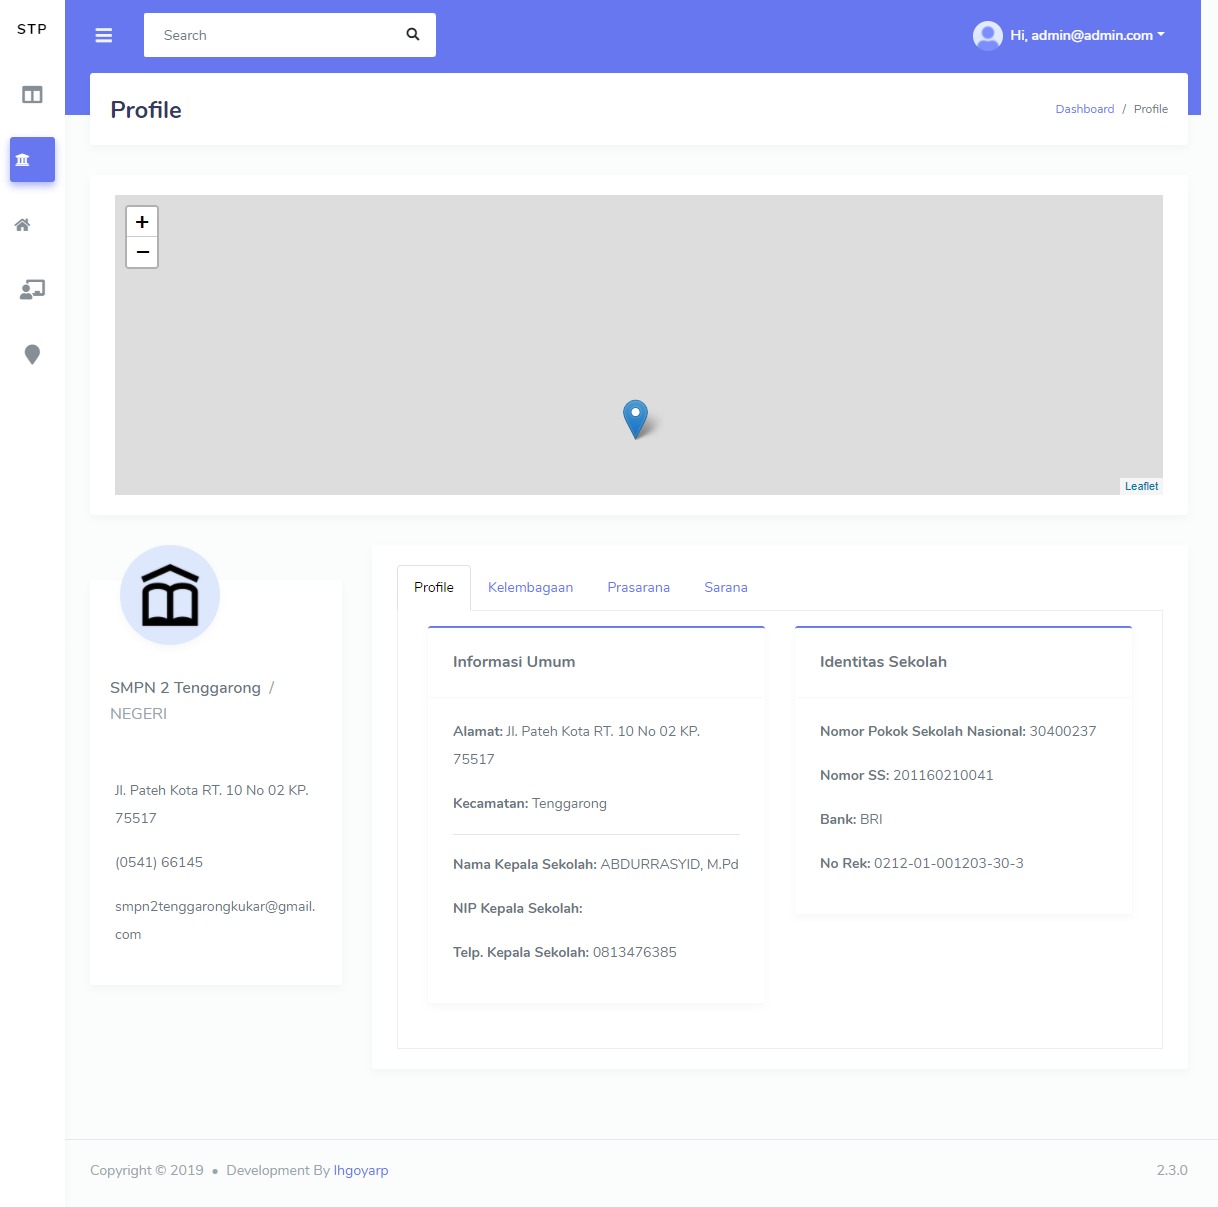 STP
Search
Hi, admin@admin.com
Profile
Dashboard / Profile
+
−
Leaflet
SMPN 2 Tenggarong /
NEGERI
Jl. Pateh Kota RT. 10 No 02 KP.
75517
(0541) 66145
smpn2tenggarongkukar@gmail.
com
Profile Kelembagaan Prasarana Sarana
Informasi Umum
Alamat: Jl. Pateh Kota RT. 10 No 02 KP.
75517
Kecamatan: Tenggarong
Nama Kepala Sekolah: ABDURRASYID, M.Pd
NIP Kepala Sekolah:
Telp. Kepala Sekolah: 0813476385
Identitas Sekolah
Nomor Pokok Sekolah Nasional: 30400237
Nomor SS: 201160210041
Bank: BRI
No Rek: 0212-01-001203-30-3
Copyright © 2019 • Development By lhgoyarp
2.3.0